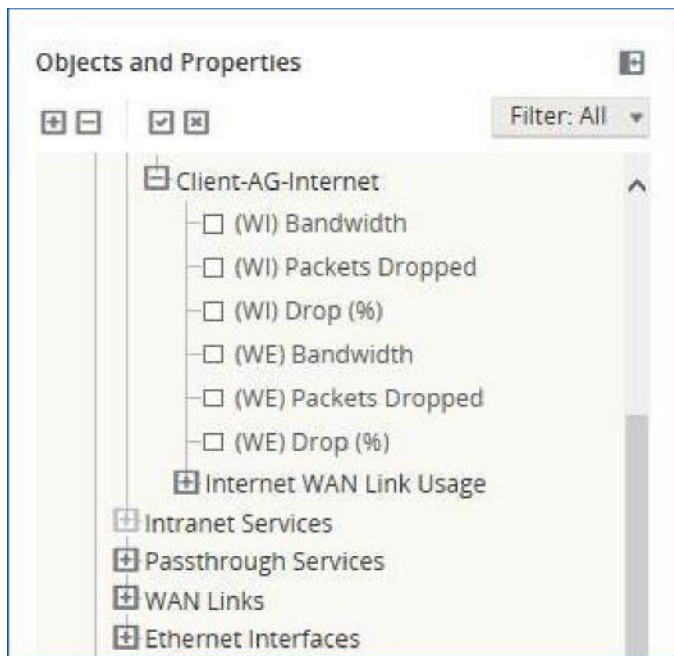 Objects and Properties
Filter: All
Client-AG-Internet
(WI) Bandwidth
(WI) Packets Dropped
(WI) Drop (%)
(WE) Bandwidth
(WE) Packets Dropped
(WE) Drop (%)
Internet WAN Link Usage
Intranet Services
Passthrough Services
WAN Links
Ethernet Interfaces